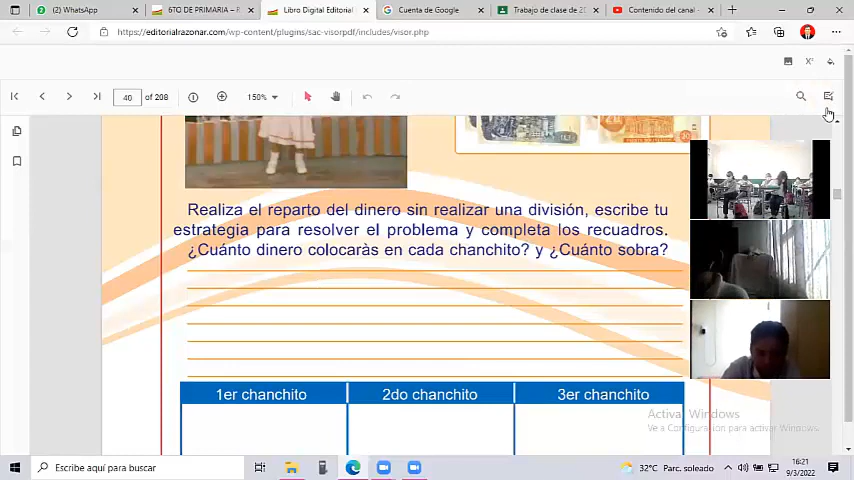 (2) WhatsApp
6TO DE PRIMARIA – R
Libro Digital Editorial
Cuenta de Google
Trabajo de clase de 2D
Contenido del canal -
https://editorialrazonar.com/wp-content/plugins/sac-visorpdf/includes/visor.php
40 of 208
150%
Realiza el reparto del dinero sin realizar una división, escribe tu
estrategia para resolver el problema y completa los recuadros.
¿Cuánto dinero colocaràs en cada chanchito? y ¿Cuánto sobra?
1er chanchito
2do chanchito
3er chanchito
Activar Windows
Ve a Configuración para activar Windows.
Escribe aquí para buscar
32°C Parc. soleado
16:21
9/3/2022